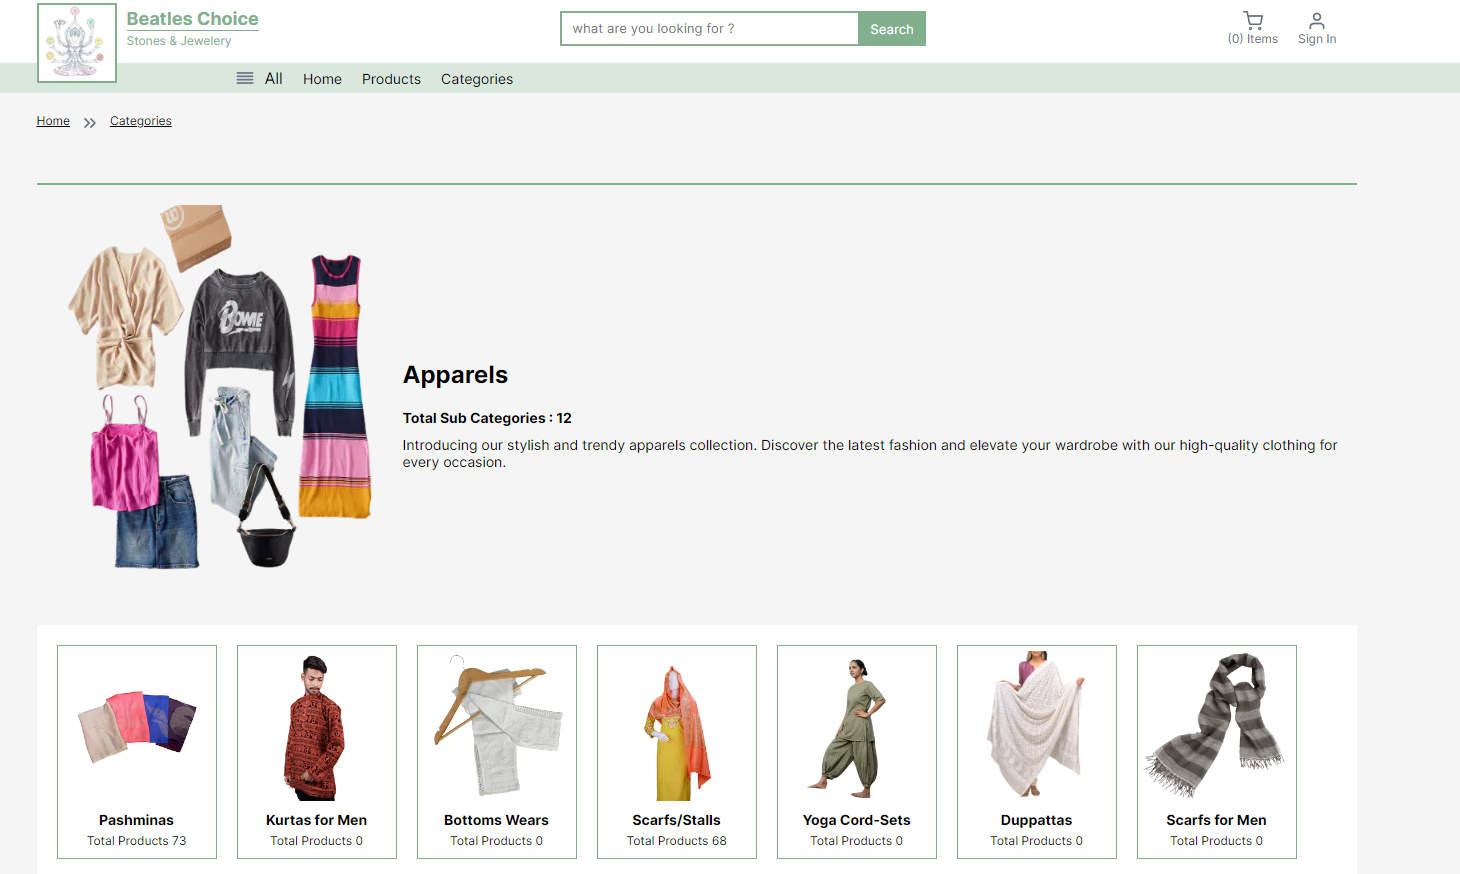 Beatles Choice
Stones & Jewelery
what are you looking for ?
Search
(0) Items
Sign In
All
Home
Products
Categories
Home
Categories
BOWIE
Apparels
Total Sub Categories : 12
Introducing our stylish and trendy apparels collection. Discover the latest fashion and elevate your wardrobe with our high-quality clothing for
every occasion.
Pashminas
Total Products 73
Kurtas for Men
Total Products 0
Bottoms Wears
Total Products 0
Scarfs/Stalls
Total Products 68
Yoga Cord-Sets
Total Products 0
Duppattas
Total Products 0
Scarfs for Men
Total Products 0